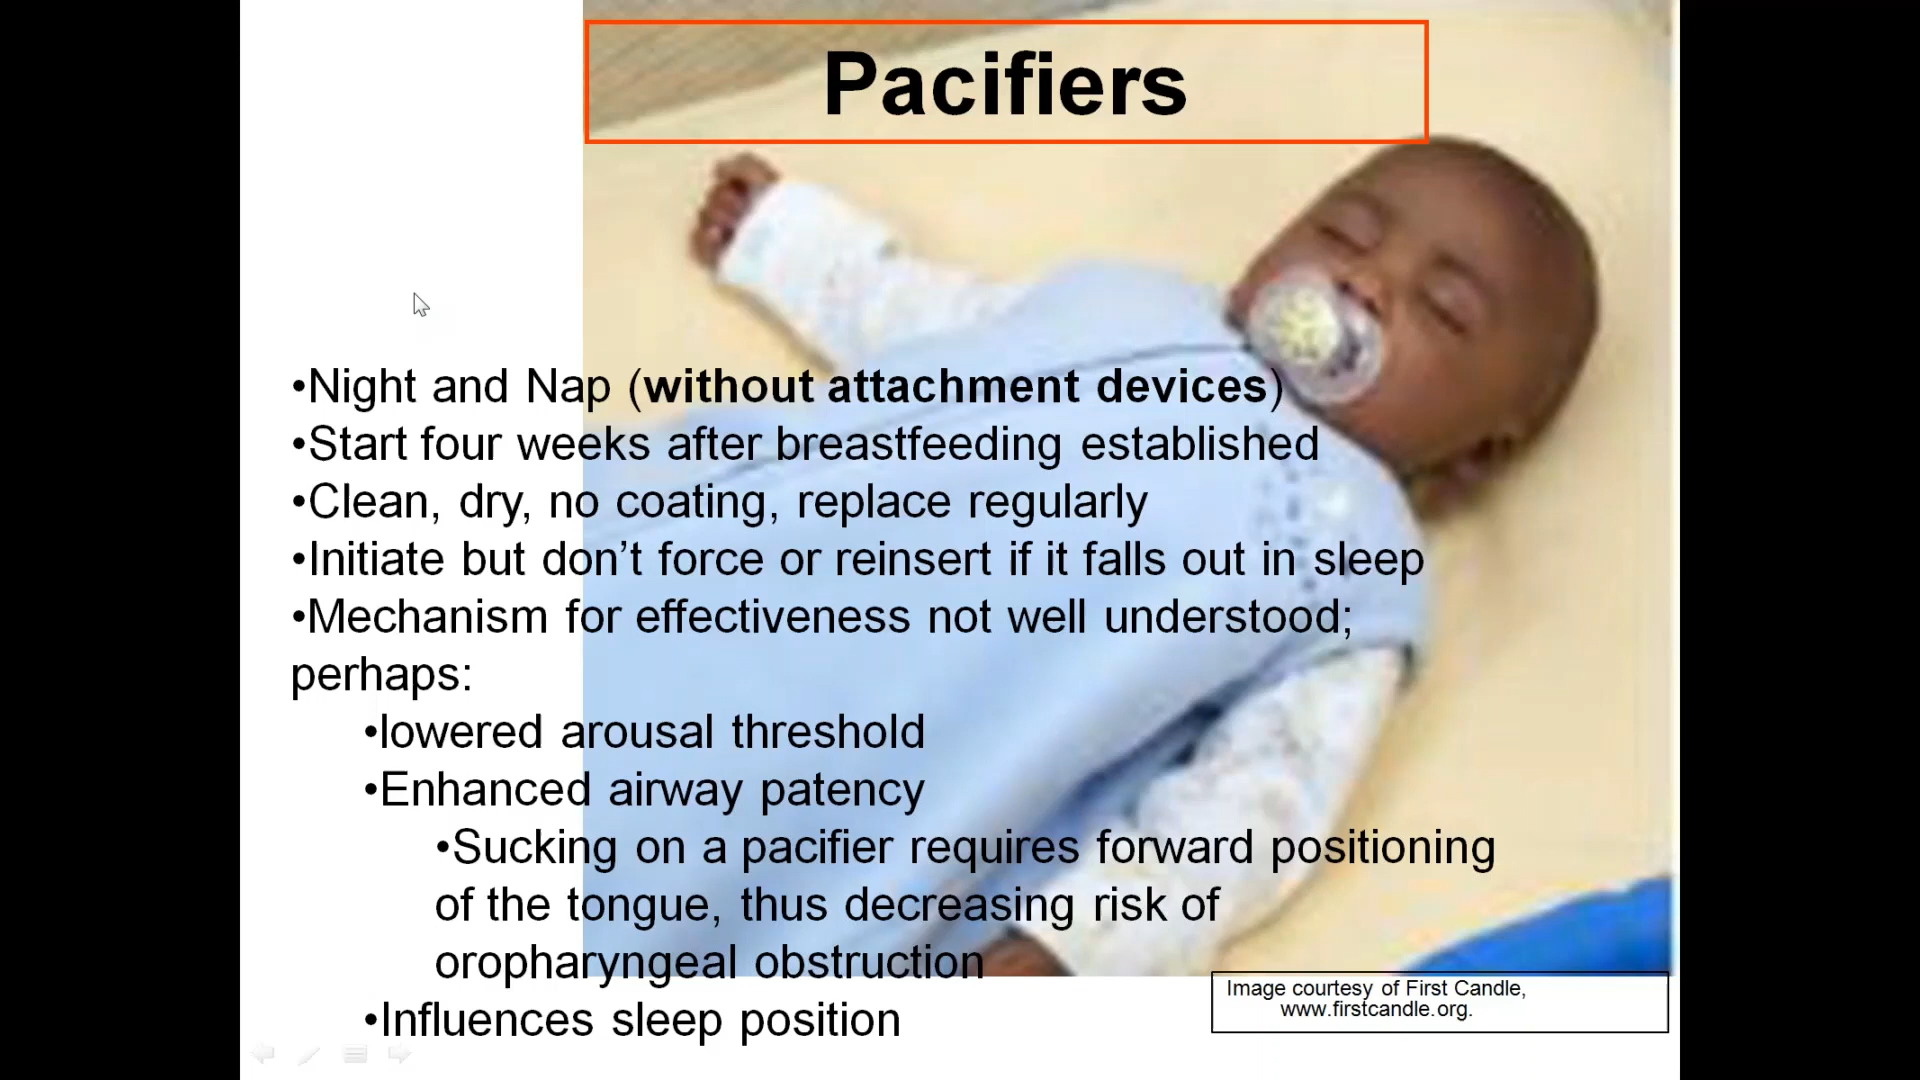 Pacifiers
•Night and Nap (without attachment devices)
•Start four weeks after breastfeeding established
•Clean, dry, no coating, replace regularly
•Initiate but don’t force or reinsert if it falls out in sleep
•Mechanism for effectiveness not well understood;
perhaps:
•lowered arousal threshold
•Enhanced airway patency
•Sucking on a pacifier requires forward positioning
of the tongue, thus decreasing risk of
oropharyngeal obstruction
•Influences sleep position
Image courtesy of First Candle,
www.firstcandle.org.